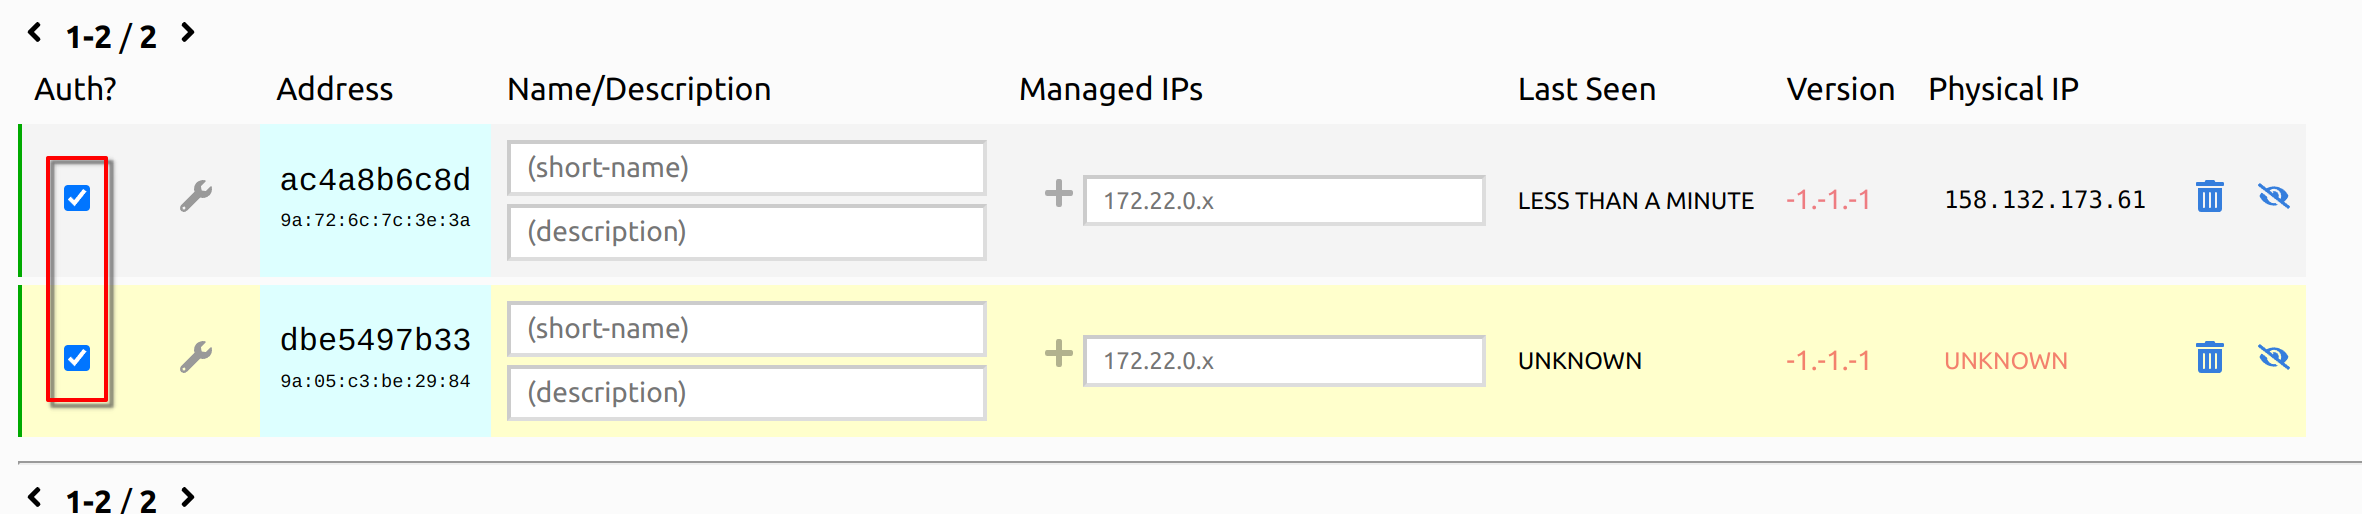 1-2 / 2
Auth? Address Name/Description Managed IPs Last Seen Version Physical IP
ac4a8b6c8d
9a:72:6c:7c:3e:3a
(short-name)
(description)
172.22.0.x
LESS THAN A MINUTE
-1.-1.-1
158.132.173.61
dbe5497b33
9a:05:c3:be:29:84
(short-name)
(description)
172.22.0.x
UNKNOWN
-1.-1.-1
UNKNOWN
1-2 / 2